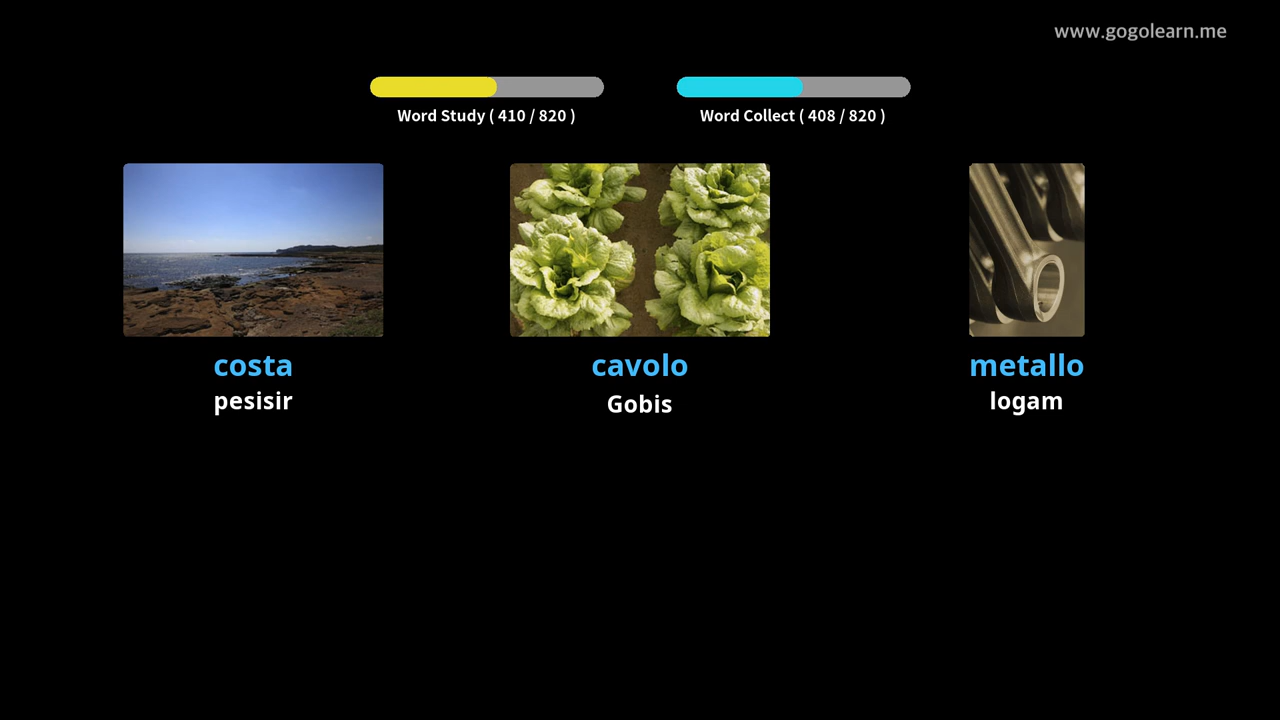 www.gogolearn.me
Word Study ( 410 / 820 )
Word Collect ( 408 / 820 )
costa
pesisir
cavolo
Gobis
metallo
logam